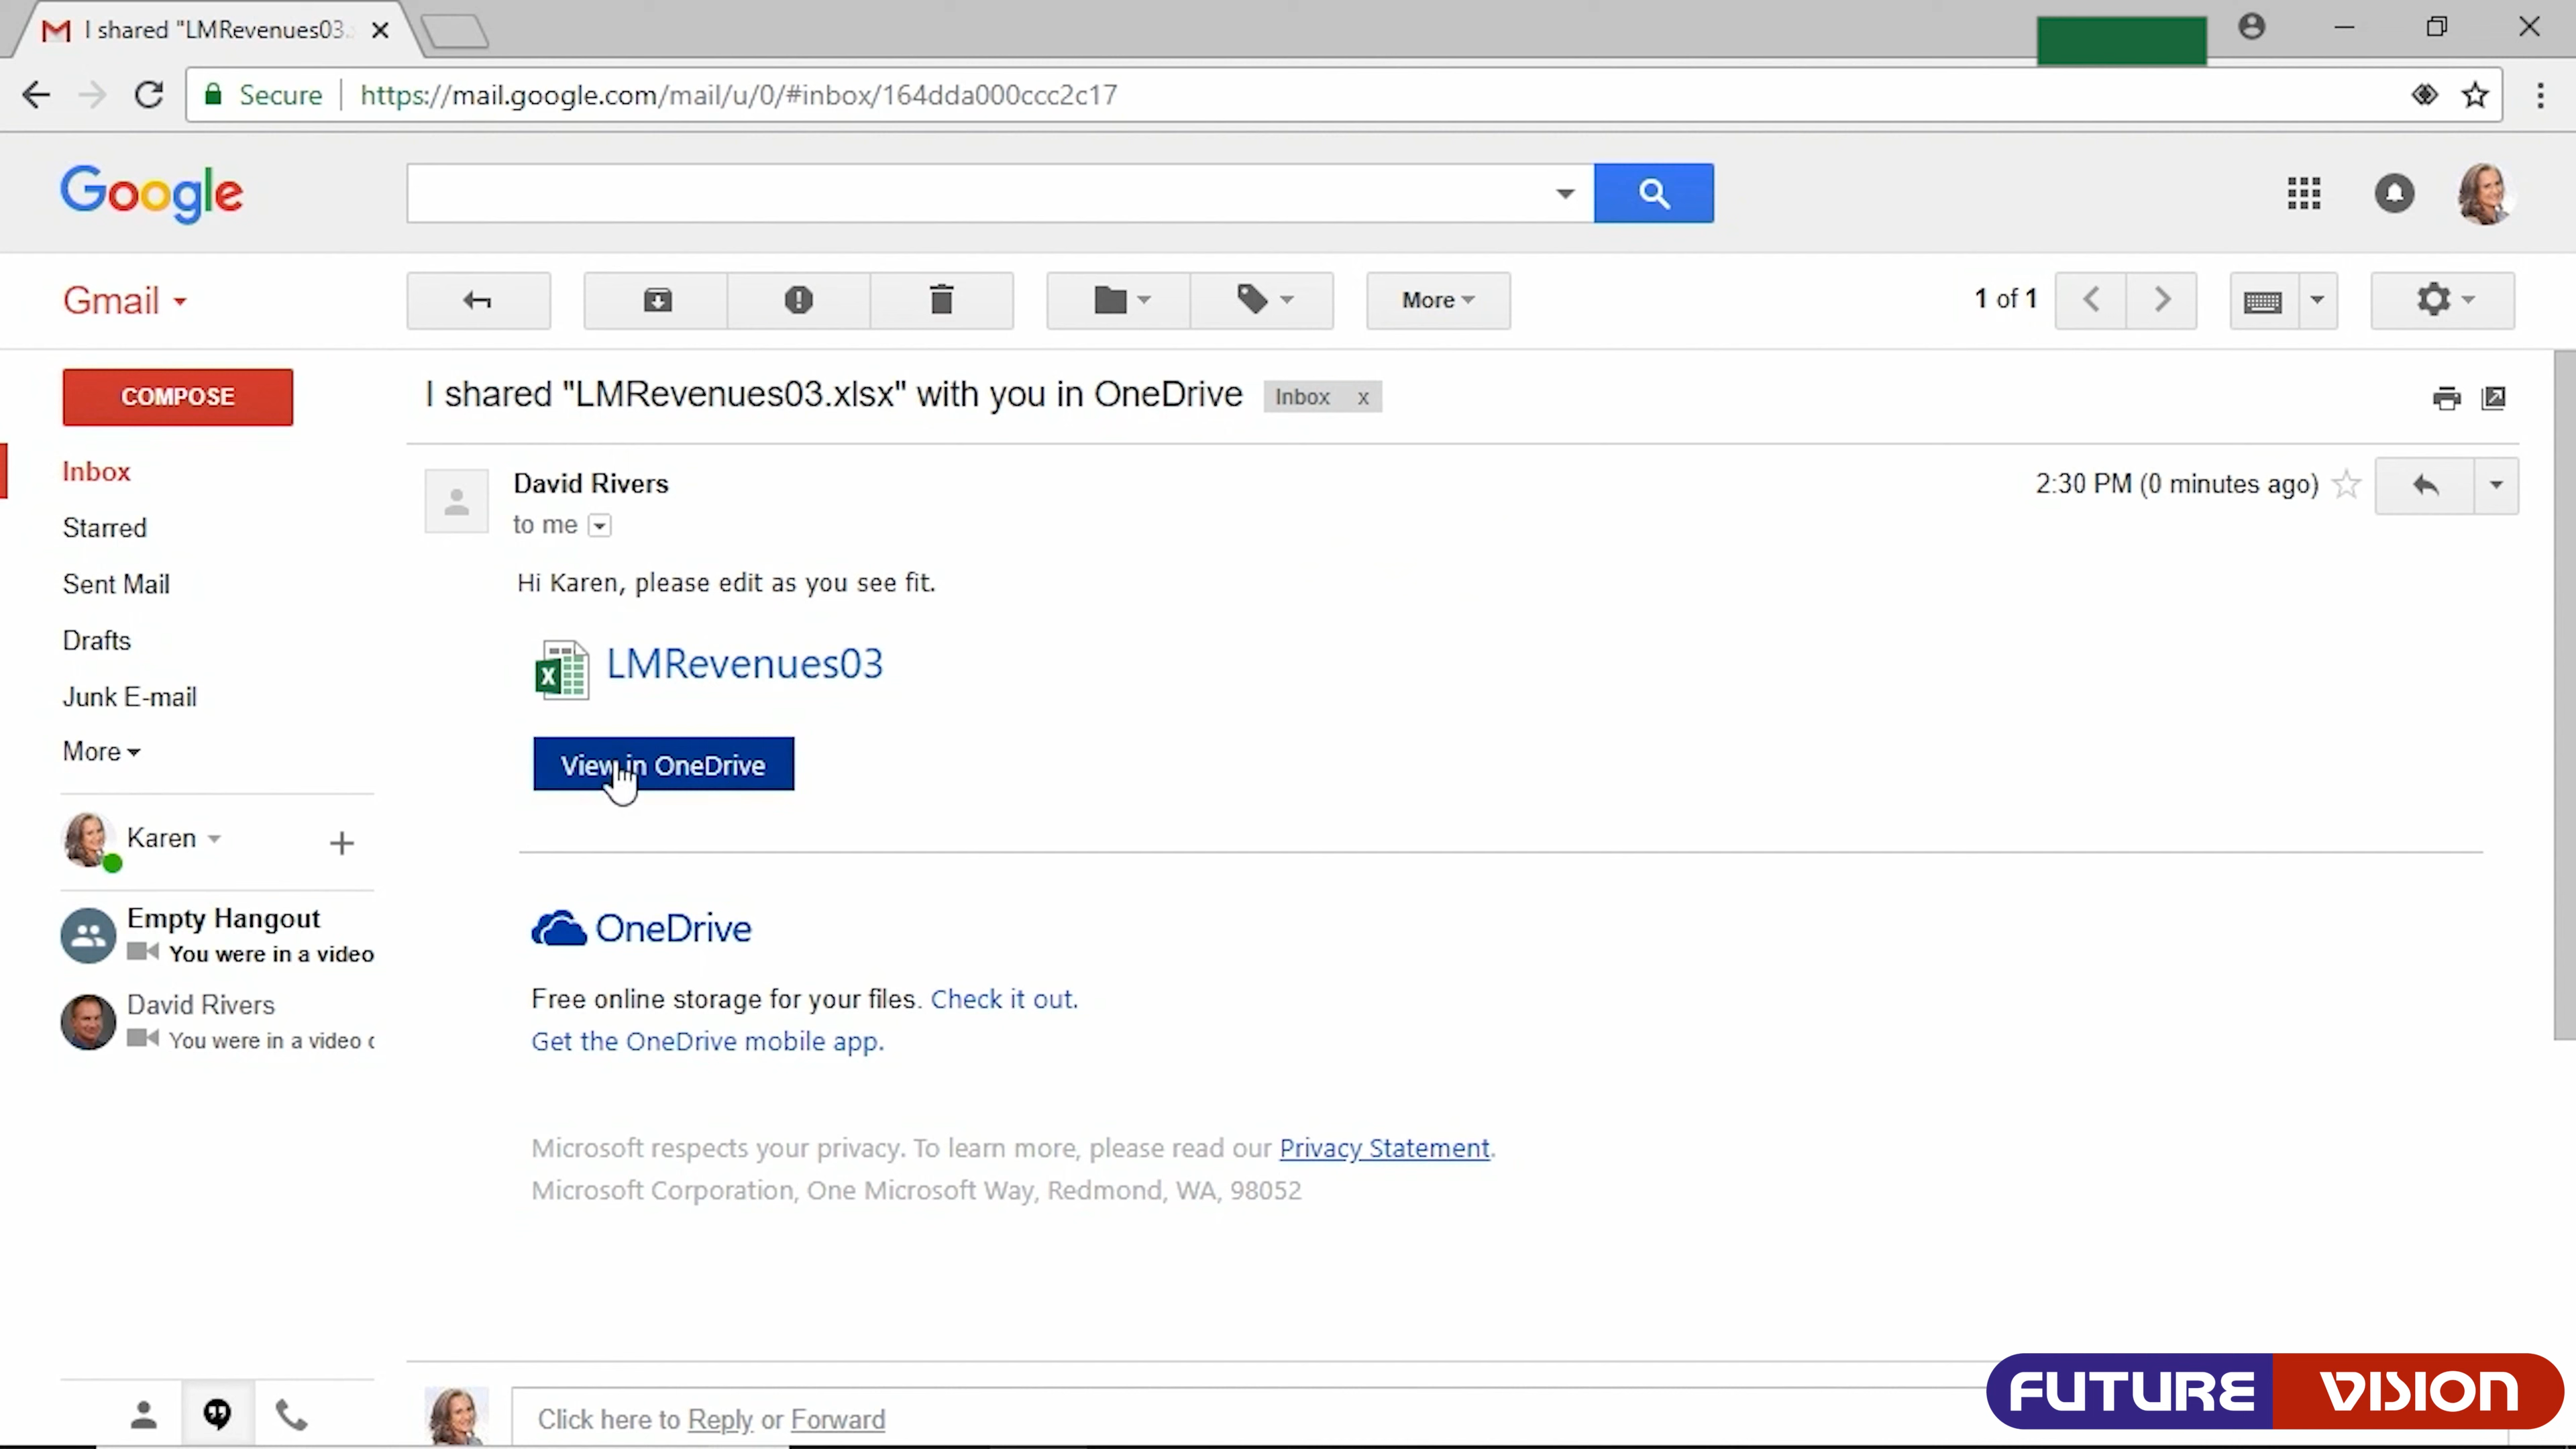 I shared "LMRevenues03.
Secure
https://mail.google.com/mail/u/0/#inbox/164dda000ccc2c17
Google
Gmail
More
1 of 1
COMPOSE
I shared "LMRevenues03.xlsx" with you in OneDrive
Inbox x
Inbox
David Rivers
2:30 PM (0 minutes ago)
to me
Starred
Hi Karen, please edit as you see fit.
Sent Mail
Drafts
LMRevenues03
Junk E-mail
More
View in OneDrive
Karen
Empty Hangout
You were in a video
OneDrive
David Rivers
You were in a video c
Free online storage for your files. Check it out.
Get the OneDrive mobile app.
Microsoft respects your privacy. To learn more, please read our Privacy Statement.
Microsoft Corporation, One Microsoft Way, Redmond, WA, 98052
Click here to Reply or Forward
FUTURE VISION